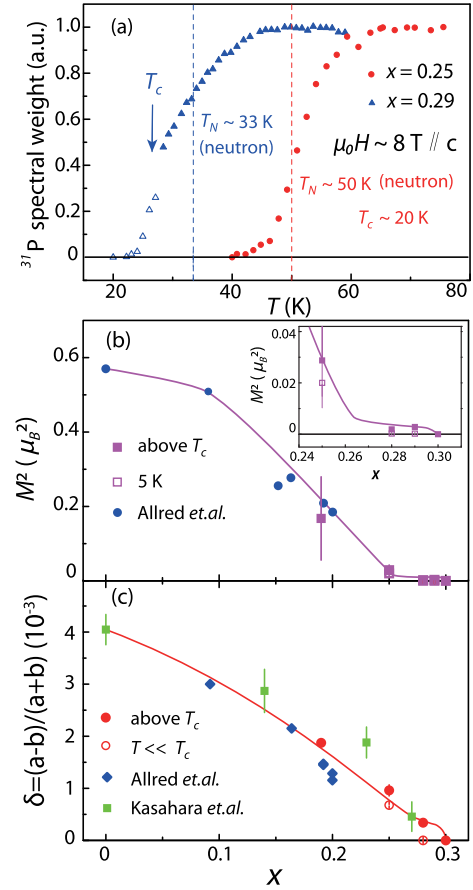 (a)
³¹P spectral weight (a.u.)
1.0
0.8
0.6
0.4
0.2
0
T_c
T_N ~ 33 K
(neutron)
x = 0.25
x = 0.29
μ₀H ~ 8 T // c
T_N ~ 50 K (neutron)
T_c ~ 20 K
20 40 60 80
T (K)
(b)
M² ( μ_B²)
0.6
0.4
0.2
0
above T_c
5 K
Allred et.al.
M² ( μ_B²)
0.04
0.02
0
0.24 0.26 0.28 0.30
x
(c)
δ=(a-b)/(a+b) (10⁻³)
4
3
2
1
0
above T_c
T << T_c
Allred et.al.
Kasahara et.al.
0 0.1 0.2 0.3
x